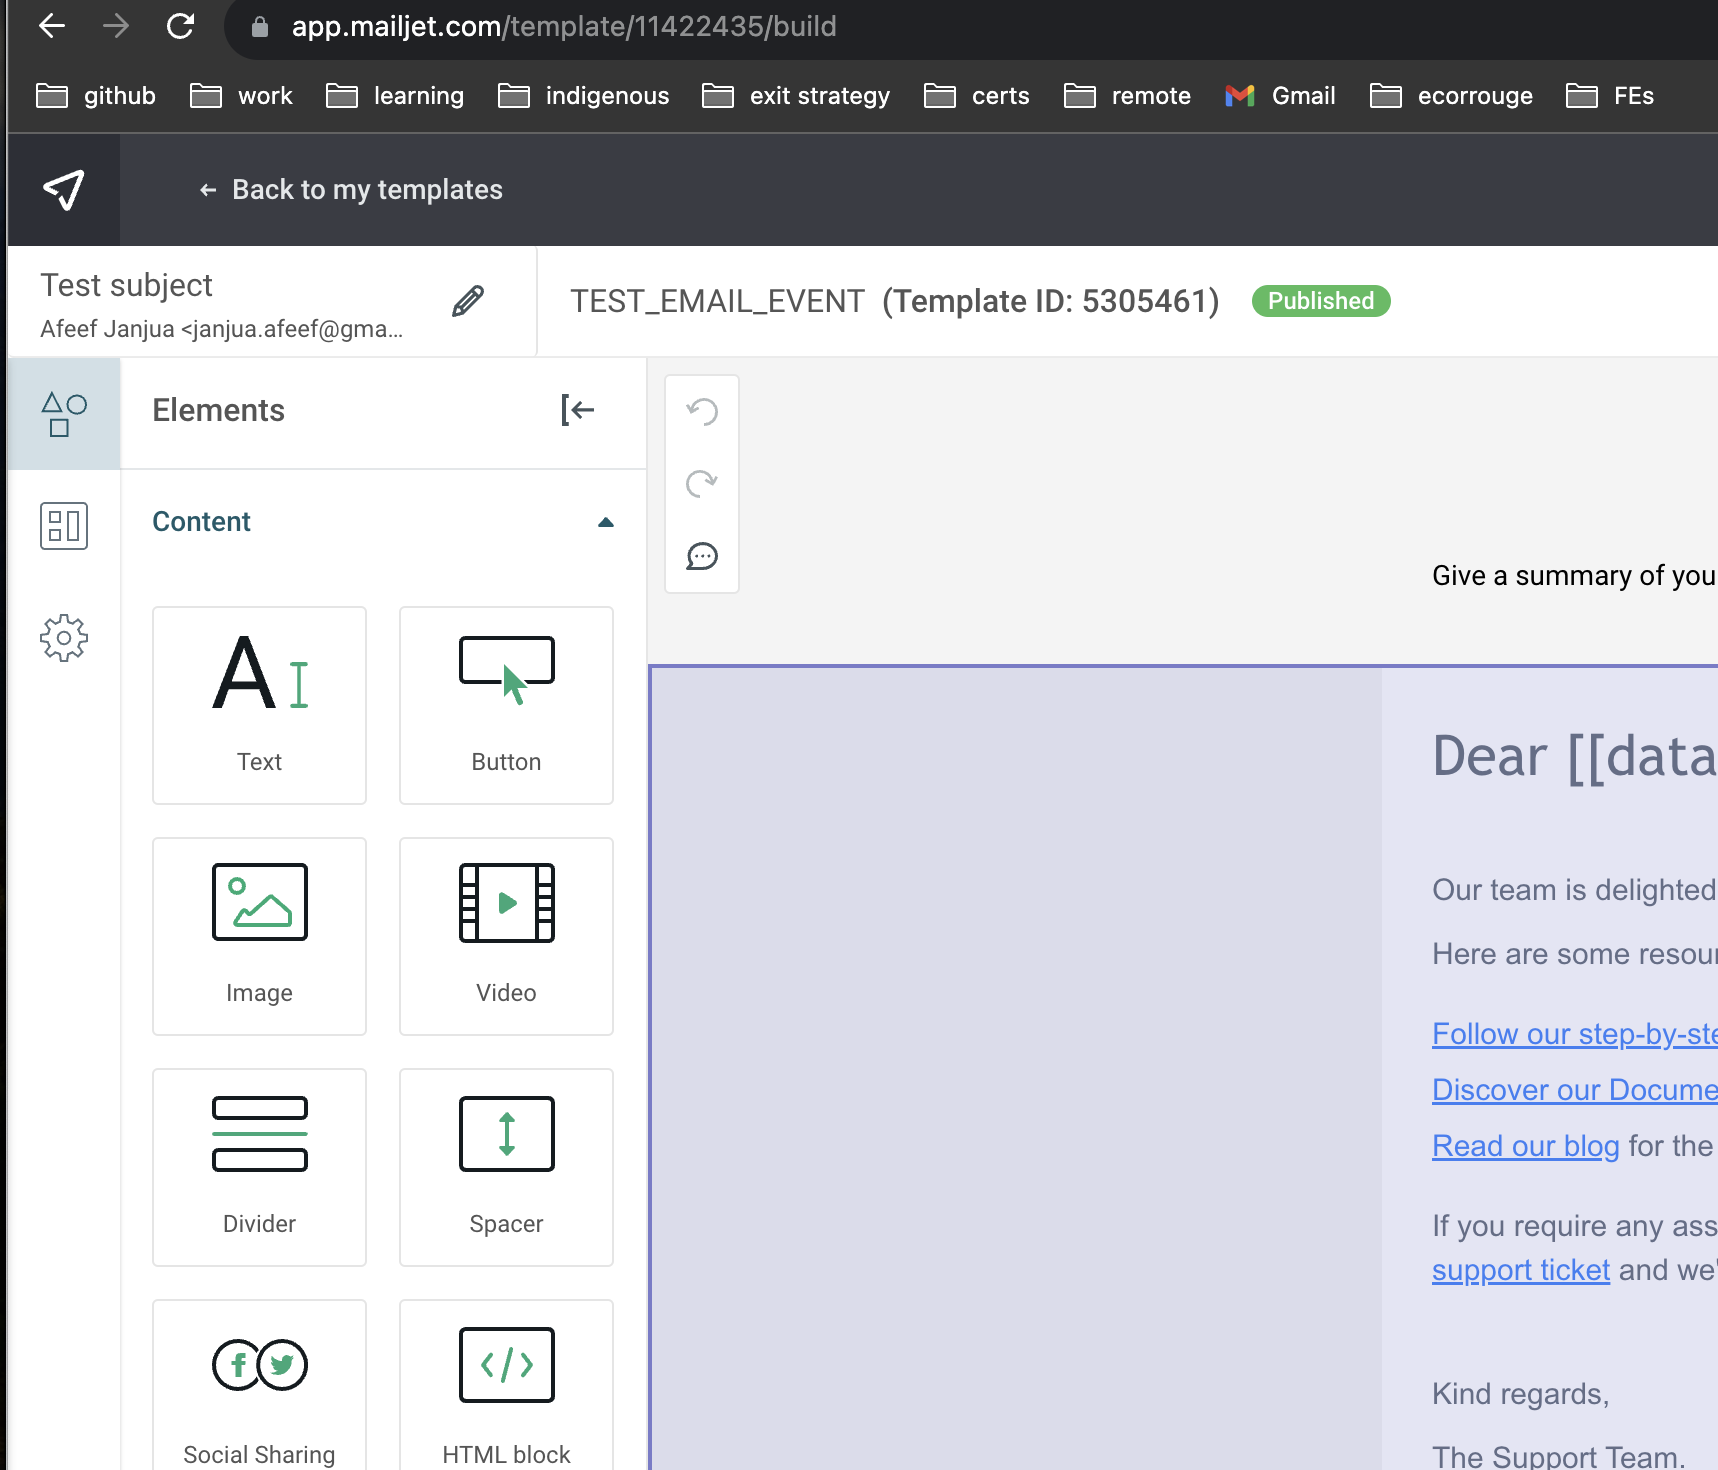 app.mailjet.com/template/11422435/build
github work learning indigenous exit strategy certs remote Gmail ecorrouge FEs
← Back to my templates
Test subject
Afeef Janjua <janjua.afeef@gma...
TEST_EMAIL_EVENT (Template ID: 5305461) Published
Elements
Content
Text Button
Image Video
Divider Spacer
Social Sharing HTML block
Give a summary of you
Dear [[data
Our team is delighted
Here are some resou
Follow our step-by-ste
Discover our Docume
Read our blog for the
If you require any ass
support ticket and we'
Kind regards,
The Support Team.